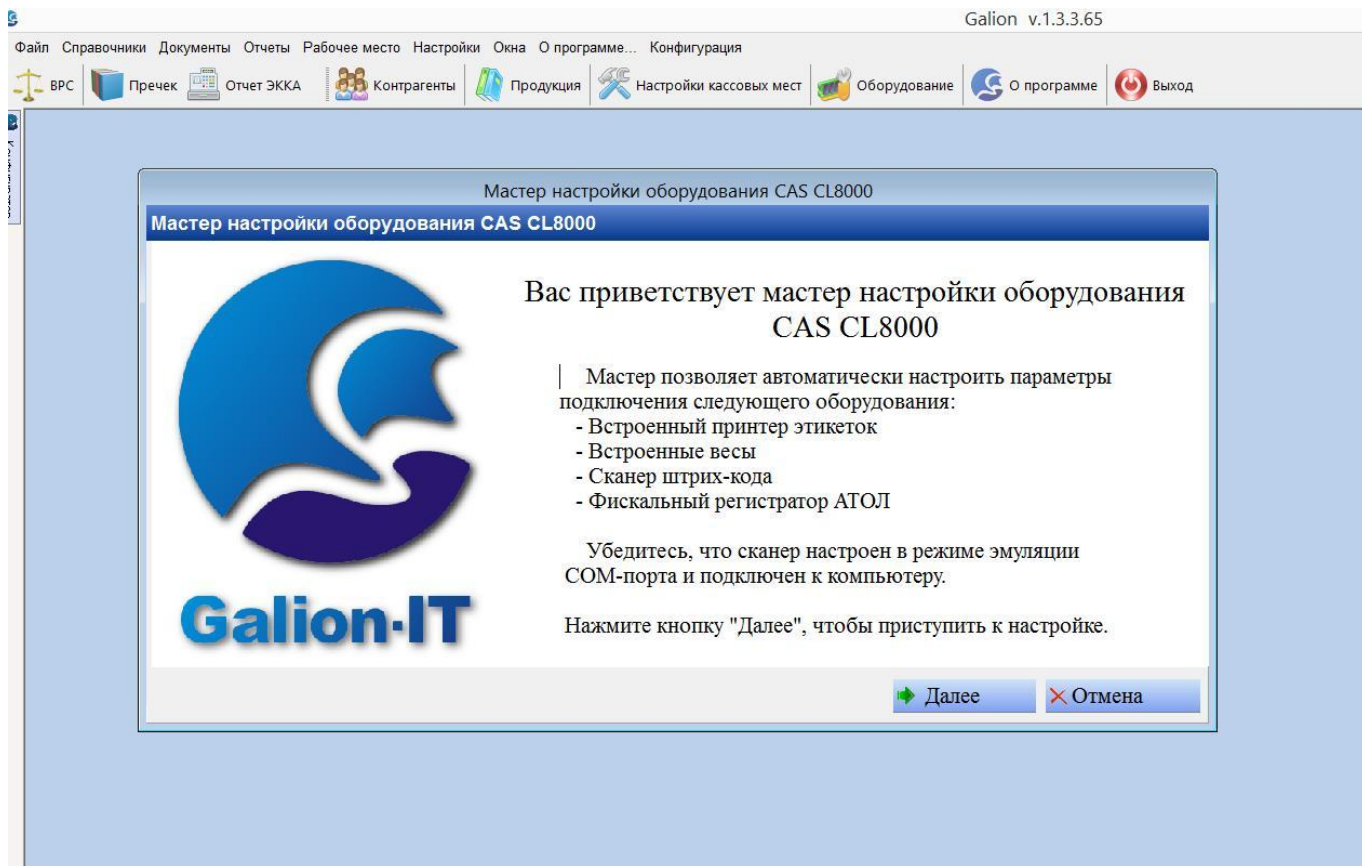 Galion v.1.3.3.65
Файл Справочники Документы Отчеты Рабочее место Настройки Окна О программе... Конфигурация
ВРС Пречек Отчет ЭККА Контрагенты Продукция Настройки кассовых мест Оборудование О программе Выход
Мастер настройки оборудования CAS CL8000
Мастер настройки оборудования CAS CL8000
Вас приветствует мастер настройки оборудования
CAS CL8000
Мастер позволяет автоматически настроить параметры
подключения следующего оборудования:
- Встроенный принтер этикеток
- Встроенные весы
- Сканер штрих-кода
- Фискальный регистратор АТОЛ
Убедитесь, что сканер настроен в режиме эмуляции
COM-порта и подключен к компьютеру.
Galion·IT
Нажмите кнопку "Далее", чтобы приступить к настройке.
Далее Отмена